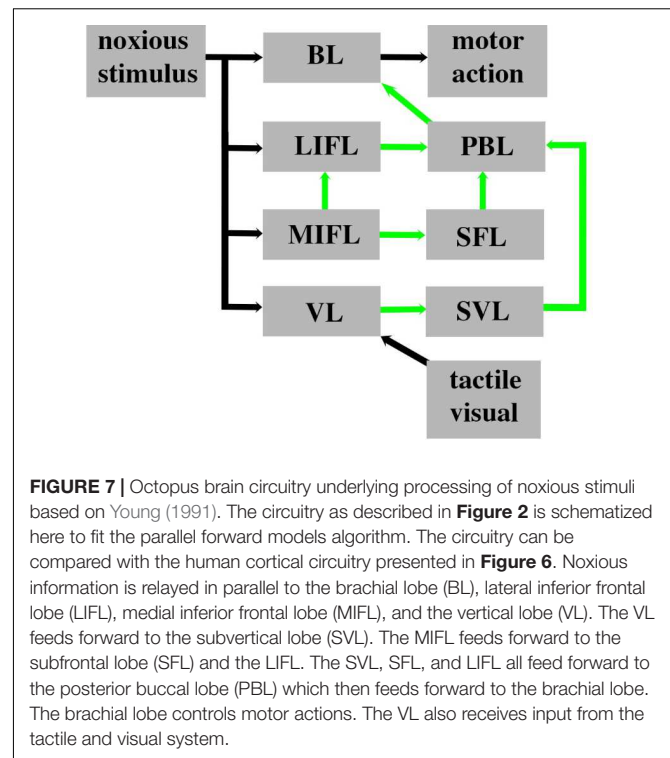 noxious
stimulus
BL
motor
action
LIFL
PBL
MIFL
SFL
VL
SVL
tactile
visual
FIGURE 7 | Octopus brain circuitry underlying processing of noxious stimuli
based on Young (1991). The circuitry as described in Figure 2 is schematized
here to fit the parallel forward models algorithm. The circuitry can be
compared with the human cortical circuitry presented in Figure 6. Noxious
information is relayed in parallel to the brachial lobe (BL), lateral inferior frontal
lobe (LIFL), medial inferior frontal lobe (MIFL), and the vertical lobe (VL). The VL
feeds forward to the subvertical lobe (SVL). The MIFL feeds forward to the
subfrontal lobe (SFL) and the LIFL. The SVL, SFL, and LIFL all feed forward to
the posterior buccal lobe (PBL) which then feeds forward to the brachial lobe.
The brachial lobe controls motor actions. The VL also receives input from the
tactile and visual system.